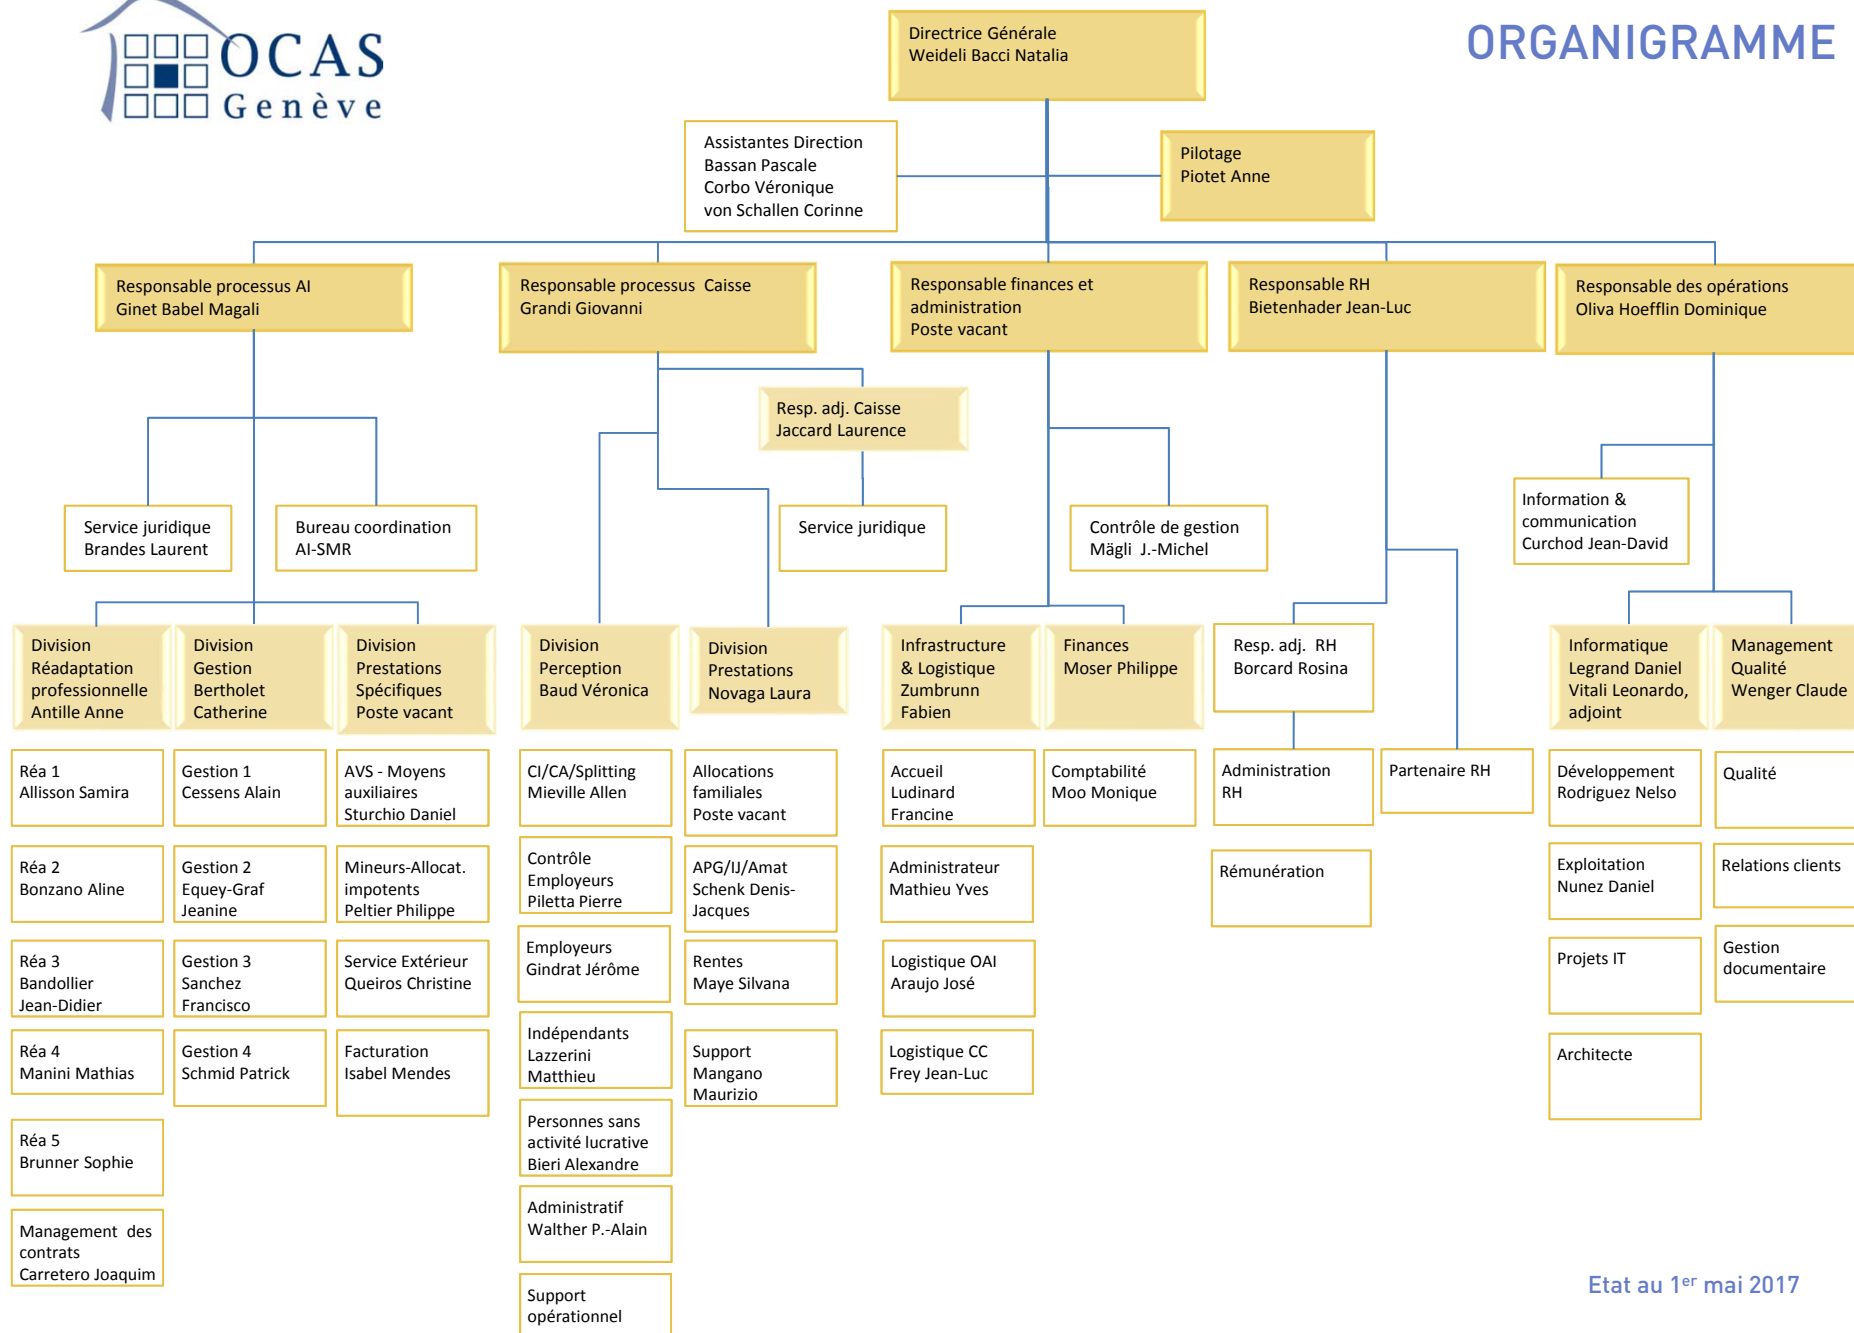 OCAS
Genève
ORGANIGRAMME
Directrice Générale
Weideli Bacci Natalia
Assistantes Direction
Bassan Pascale
Corbo Véronique
von Schallen Corinne
Pilotage
Piotet Anne
Responsable processus AI
Ginet Babel Magali
Responsable processus Caisse
Grandi Giovanni
Responsable finances et
administration
Poste vacant
Responsable RH
Bietenhader Jean-Luc
Responsable des opérations
Oliva Hoefflin Dominique
Resp. adj. Caisse
Jaccard Laurence
Service juridique
Brandes Laurent
Bureau coordination
AI-SMR
Service juridique
Contrôle de gestion
Mägli J.-Michel
Information &
communication
Curchod Jean-David
Division
Réadaptation
professionnelle
Antille Anne
Division
Gestion
Bertholet
Catherine
Division
Prestations
Spécifiques
Poste vacant
Division
Perception
Baud Véronica
Division
Prestations
Novaga Laura
Infrastructure
& Logistique
Zumbrunn
Fabien
Finances
Moser Philippe
Resp. adj. RH
Borcard Rosina
Informatique
Legrand Daniel
Vitali Leonardo,
adjoint
Management
Qualité
Wenger Claude
Réa 1
Allisson Samira
Gestion 1
Cessens Alain
AVS - Moyens
auxiliaires
Sturchio Daniel
CI/CA/Splitting
Mieville Allen
Allocations
familiales
Poste vacant
Accueil
Ludinard
Francine
Comptabilité
Moo Monique
Administration
RH
Partenaire RH
Développement
Rodriguez Nelso
Qualité
Réa 2
Bonzano Aline
Gestion 2
Equey-Graf
Jeanine
Mineurs-Allocat.
impotents
Peltier Philippe
Contrôle
Employeurs
Piletta Pierre
APG/IJ/Amat
Schenk Denis-
Jacques
Administrateur
Mathieu Yves
Rémunération
Exploitation
Nunez Daniel
Relations clients
Réa 3
Bandollier
Jean-Didier
Gestion 3
Sanchez
Francisco
Service Extérieur
Queiros Christine
Employeurs
Gindrat Jérôme
Rentes
Maye Silvana
Logistique OAI
Araujo José
Projets IT
Gestion
documentaire
Réa 4
Manini Mathias
Gestion 4
Schmid Patrick
Facturation
Isabel Mendes
Indépendants
Lazzerini
Matthieu
Support
Mangano
Maurizio
Logistique CC
Frey Jean-Luc
Architecte
Réa 5
Brunner Sophie
Personnes sans
activité lucrative
Bieri Alexandre
Management des
contrats
Carretero Joaquim
Administratif
Walther P.-Alain
Support
opérationnel
Etat au 1er mai 2017